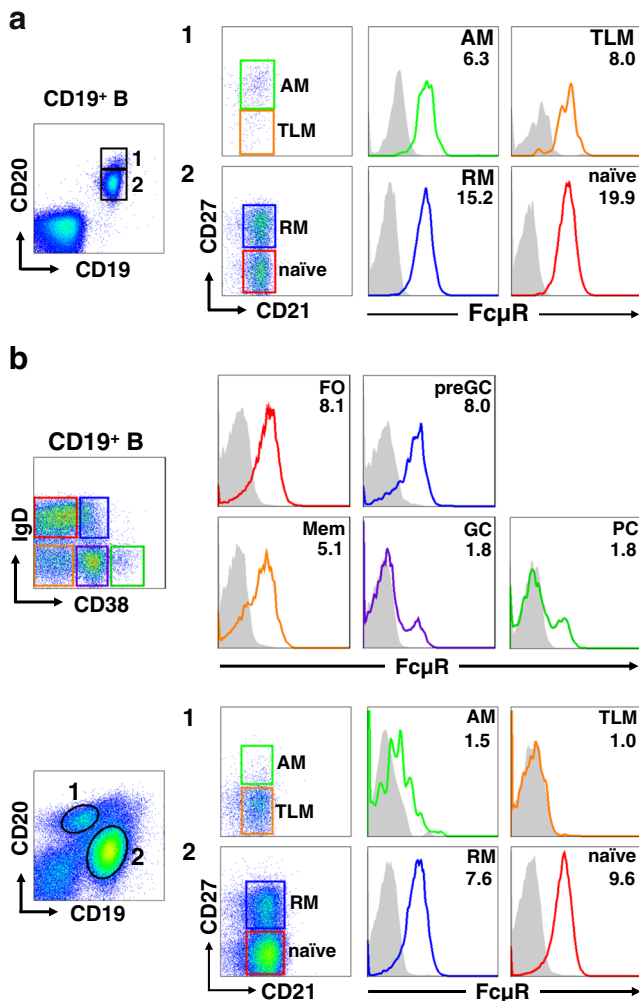 a
CD19+ B
CD20
CD19
1
2
1
AM
TLM
2
RM
naïve
CD27
CD21
AM
6.3
TLM
8.0
RM
15.2
naïve
19.9
FcμR
b
CD19+ B
IgD
CD38
FO
8.1
preGC
8.0
Mem
5.1
GC
1.8
PC
1.8
FcμR
CD20
CD19
1
2
1
AM
TLM
2
RM
naïve
CD27
CD21
AM
1.5
TLM
1.0
RM
7.6
naïve
9.6
FcμR